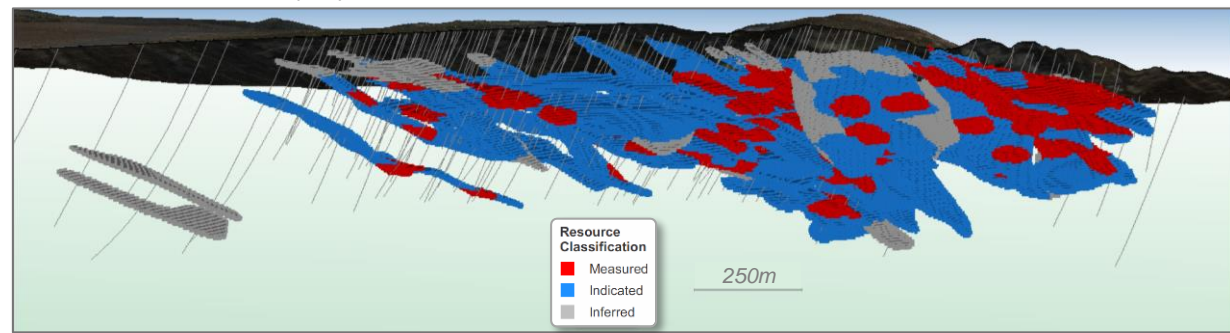 Resource
Classification
Measured
Indicated
Inferred
250m